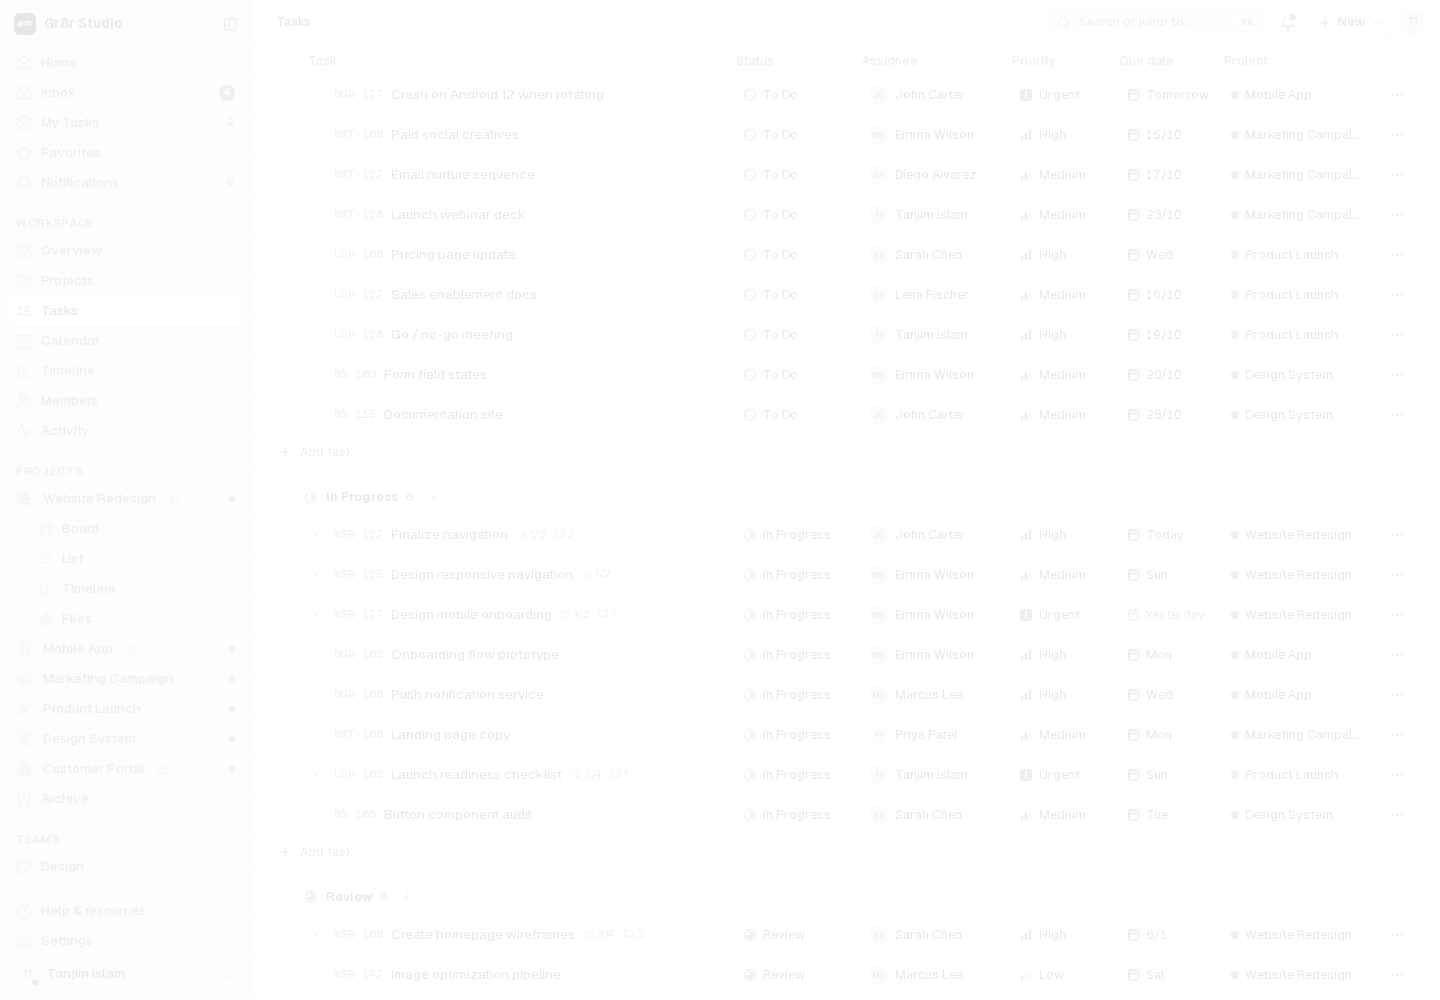 Gr8r Studio
Home
Inbox 4
My Tasks 2
Favorites
Notifications 6
WORKSPACE
Overview
Projects
Tasks
Calendar
Timeline
Members
Activity
PROJECTS
Website Redesign
Board
List
Timeline
Files
Mobile App
Marketing Campaign
Product Launch
Design System
Customer Portal
Archive
TEAMS
Design
Help & resources
Settings
TI Tanjim Islam
Tasks Search or jump to... ⌘K New TI
Task Status Assignee Priority Due date Project
MOB-127 Crash on Android 12 when rotating To Do JC John Carter Urgent Tomorrow Mobile App
MKT-109 Paid social creatives To Do EW Emma Wilson High 15/10 Marketing Campai...
MKT-112 Email nurture sequence To Do DA Diego Alvarez Medium 17/10 Marketing Campai...
MKT-118 Launch webinar deck To Do TI Tanjim Islam Medium 23/10 Marketing Campai...
LCH-106 Pricing page update To Do SC Sarah Chen High Wed Product Launch
LCH-112 Sales enablement docs To Do LF Lena Fischer Medium 16/10 Product Launch
LCH-118 Go / no-go meeting To Do TI Tanjim Islam High 19/10 Product Launch
DS-109 Form field states To Do EW Emma Wilson High 20/10 Design System
DS-115 Documentation site To Do JC John Carter Medium 28/10 Design System
Add task
In Progress 8
WEB-112 Finalize navigation 1/3 2 In Progress JC John Carter High Today Website Redesign
WEB-115 Design responsive navigation 1/2 In Progress EW Emma Wilson Medium Sun Website Redesign
WEB-127 Design mobile onboarding 1/3 1 In Progress EW Emma Wilson Urgent Yesterday Website Redesign
MOB-103 Onboarding flow prototype In Progress EW Emma Wilson High Mon Mobile App
MOB-106 Push notification service In Progress ML Marcus Lee High Wed Mobile App
MKT-106 Landing page copy In Progress PP Priya Patel Medium Mon Marketing Campai...
LCH-103 Launch readiness checklist 2/4 1 In Progress TI Tanjim Islam Urgent Sun Product Launch
DS-106 Button component audit In Progress SC Sarah Chen Medium Tue Design System
Add task
Review 6
WEB-109 Create homepage wireframes 3/4 3 Review SC Sarah Chen High 6/1 Website Redesign
WEB-142 Image optimization pipeline Review ML Marcus Lee Low Sat Website Redesign